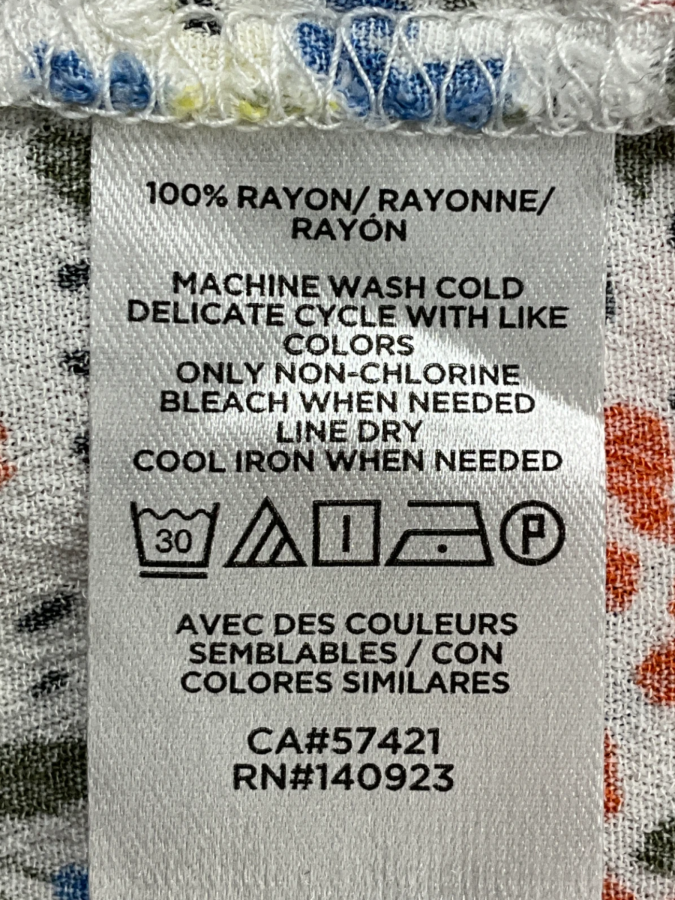 100% RAYON/ RAYONNE/
RAYÓN
MACHINE WASH COLD
DELICATE CYCLE WITH LIKE
COLORS
ONLY NON-CHLORINE
BLEACH WHEN NEEDED
LINE DRY
COOL IRON WHEN NEEDED
30 P
AVEC DES COULEURS
SEMBLABLES / CON
COLORES SIMILARES
CA#57421
RN#140923